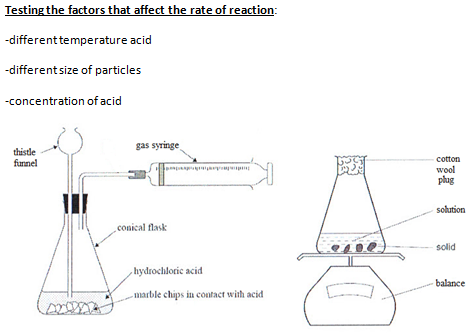 Testing the factors that affect the rate of reaction:
-different temperature acid
-different size of particles
-concentration of acid
thistle
funnel
gas syringe
conical flask
hydrochloric acid
marble chips in contact with acid
cotton
wool
plug
solution
solid
balance